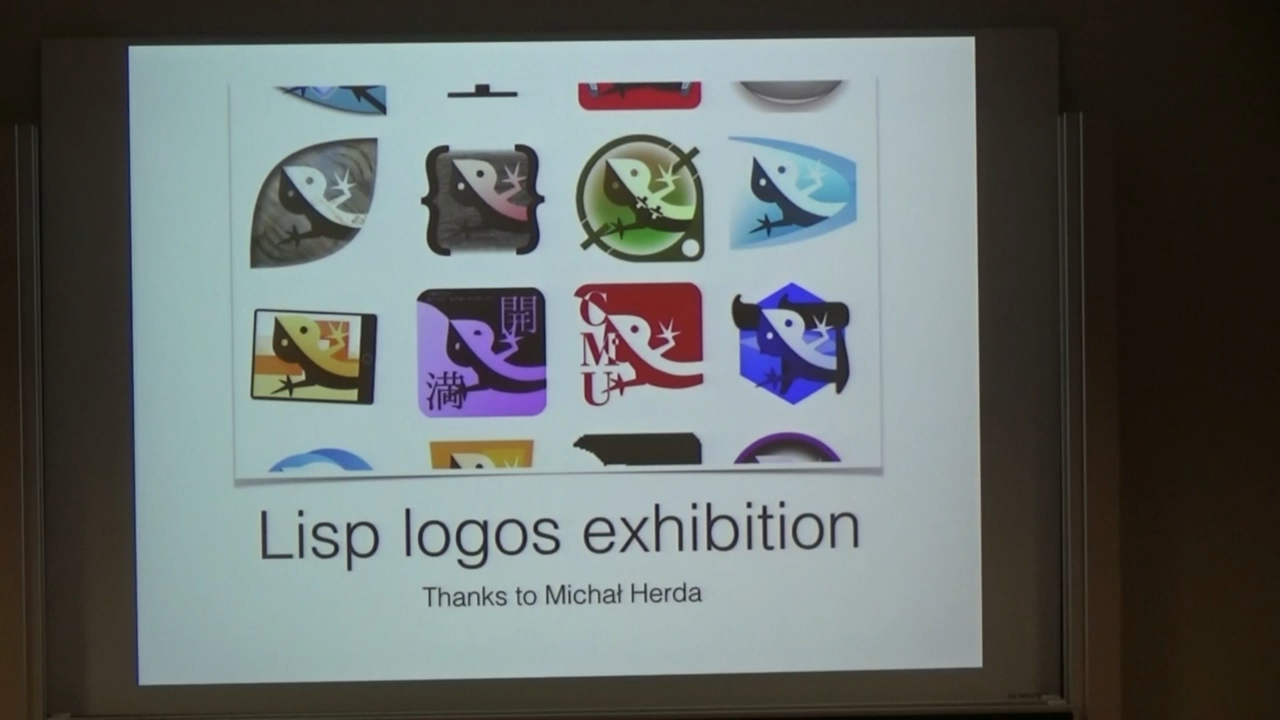 開
満
C
M
U
Lisp logos exhibition
Thanks to Michał Herda